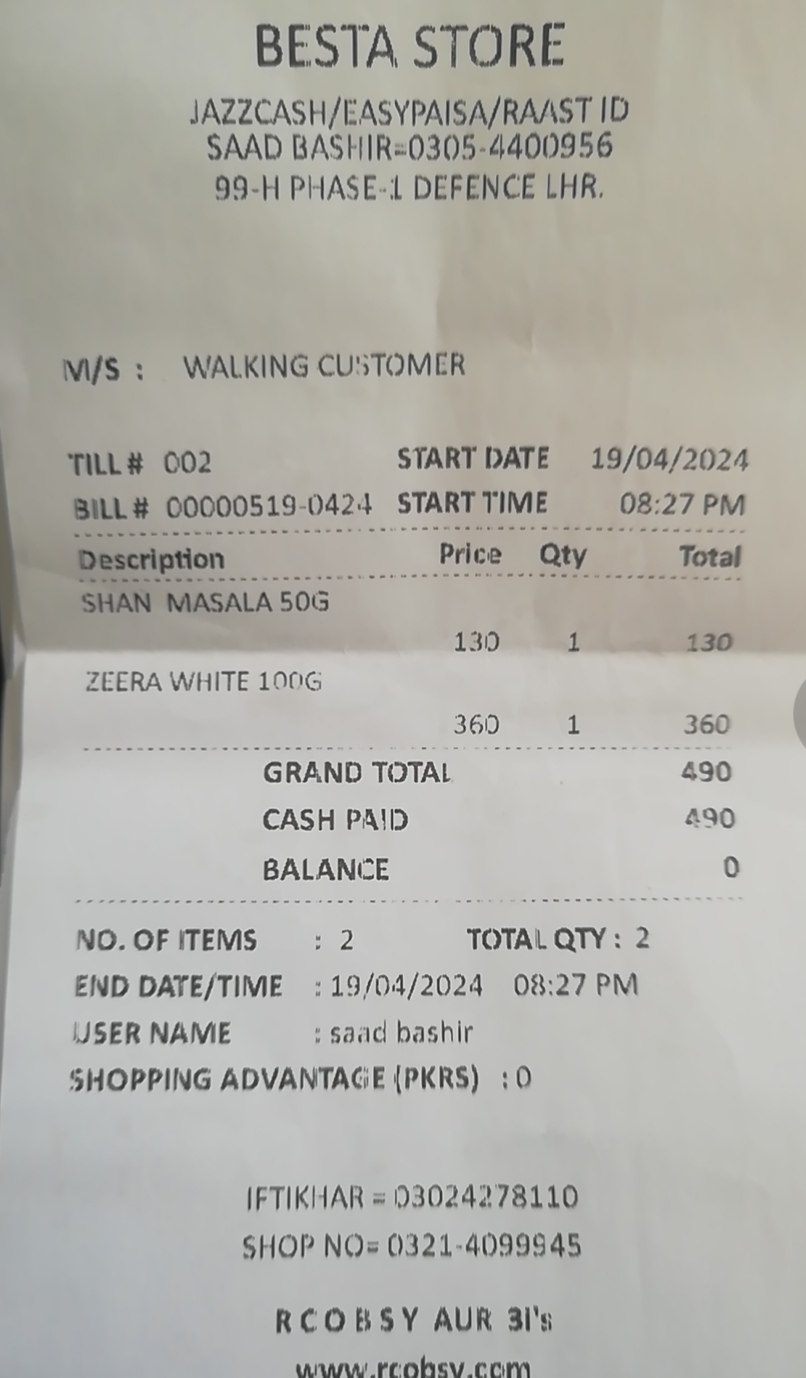 BESTA STORE
JAZZCASH/EASYPAISA/RAAST ID
SAAD BASHIR=0305-4400956
99-H PHASE-1 DEFENCE LHR.
M/S : WALKING CUSTOMER
TILL # 002 START DATE 19/04/2024
BILL # 00000519-0424 START TIME 08:27 PM
Description Price Qty Total
SHAN MASALA 50G
130 1 130
ZEERA WHITE 100G
360 1 360
GRAND TOTAL 490
CASH PAID 490
BALANCE 0
NO. OF ITEMS : 2 TOTAL QTY : 2
END DATE/TIME : 19/04/2024 08:27 PM
USER NAME : saad bashir
SHOPPING ADVANTAGE (PKRS) : 0
IFTIKHAR = 03024278110
SHOP NO= 0321-4099945
R C O B S Y AUR 3I's
www.rcobsy.com